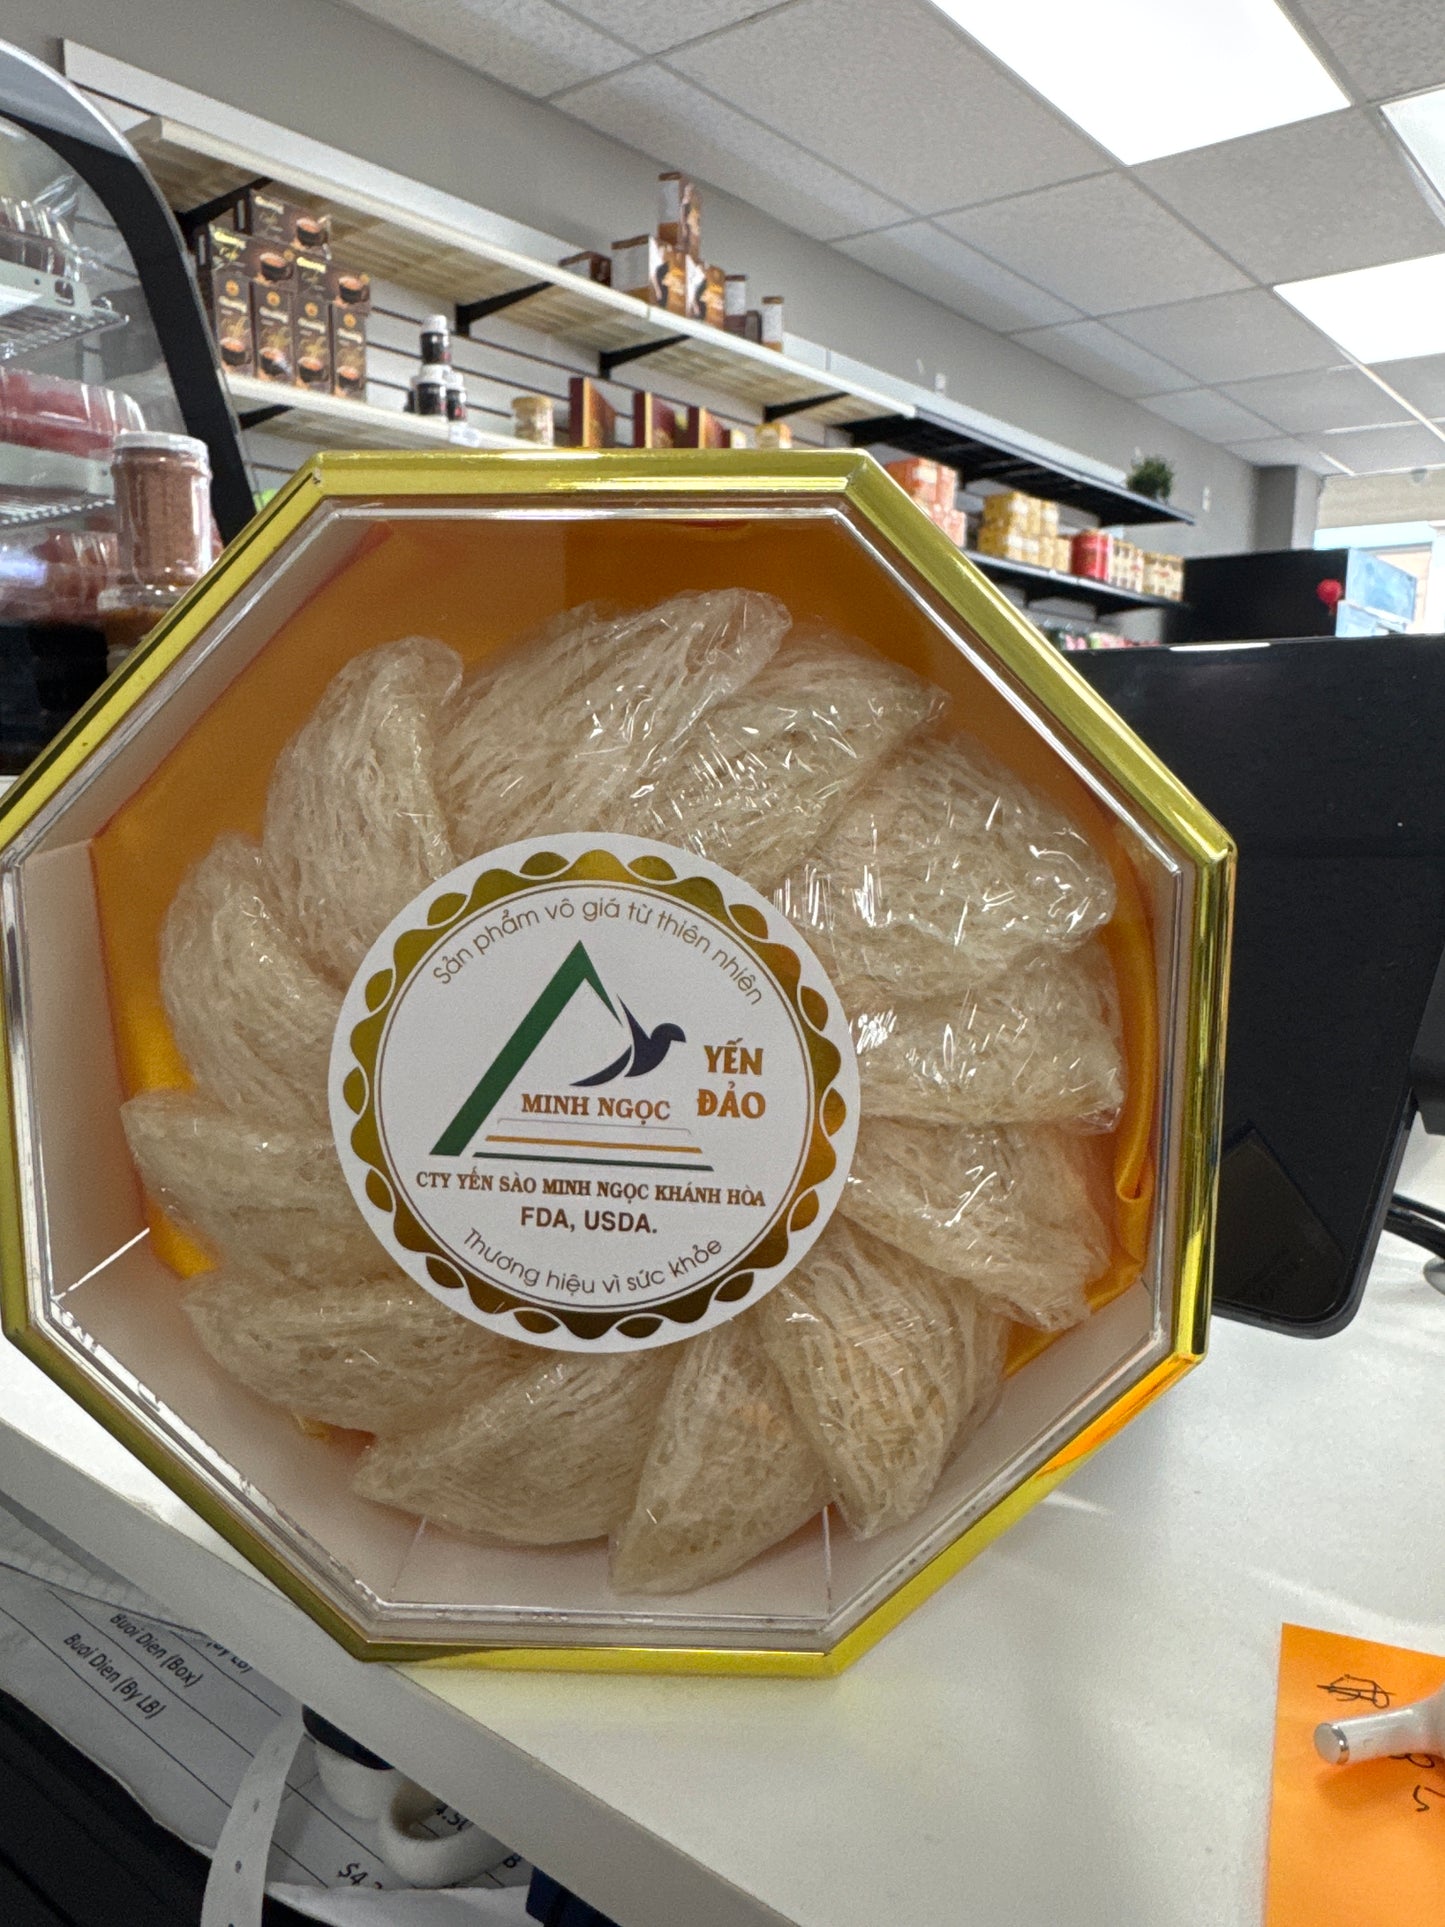 Sản phẩm vô giá từ thiên nhiên
YẾN
ĐẢO
MINH NGỌC
CTY YẾN SÀO MINH NGỌC KHÁNH HÒA
FDA, USDA.
Thương hiệu vì sức khỏe
Buoi Dien (Box)
Buoi Dien (By LB)